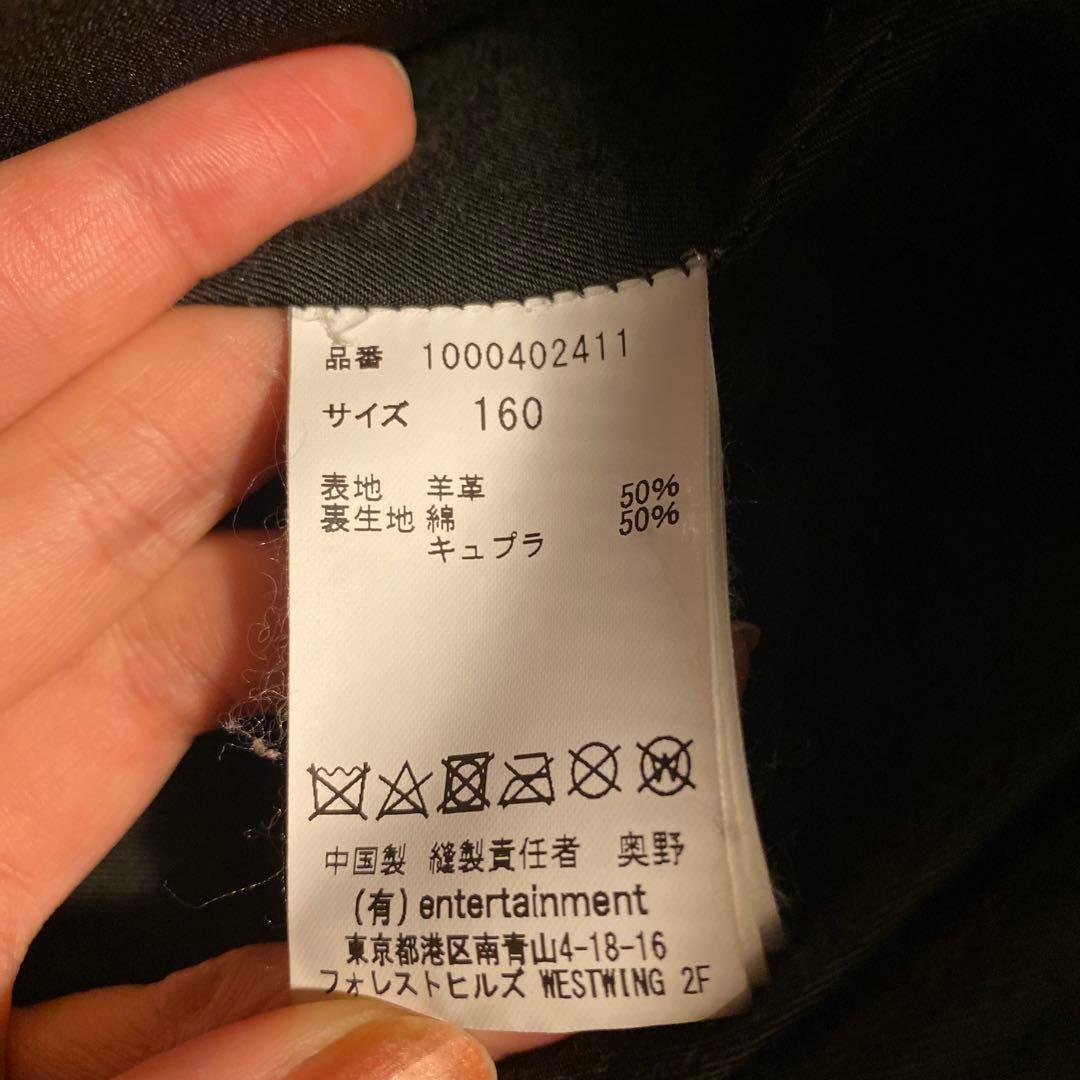 品番 1000402411
サイズ 160
表地 羊革 50%
裏生地 綿 50%
キュプラ
中国製 縫製責任者 奥野
(有) entertainment
東京都港区南青山4-18-16
フォレストヒルズ WESTWING 2F